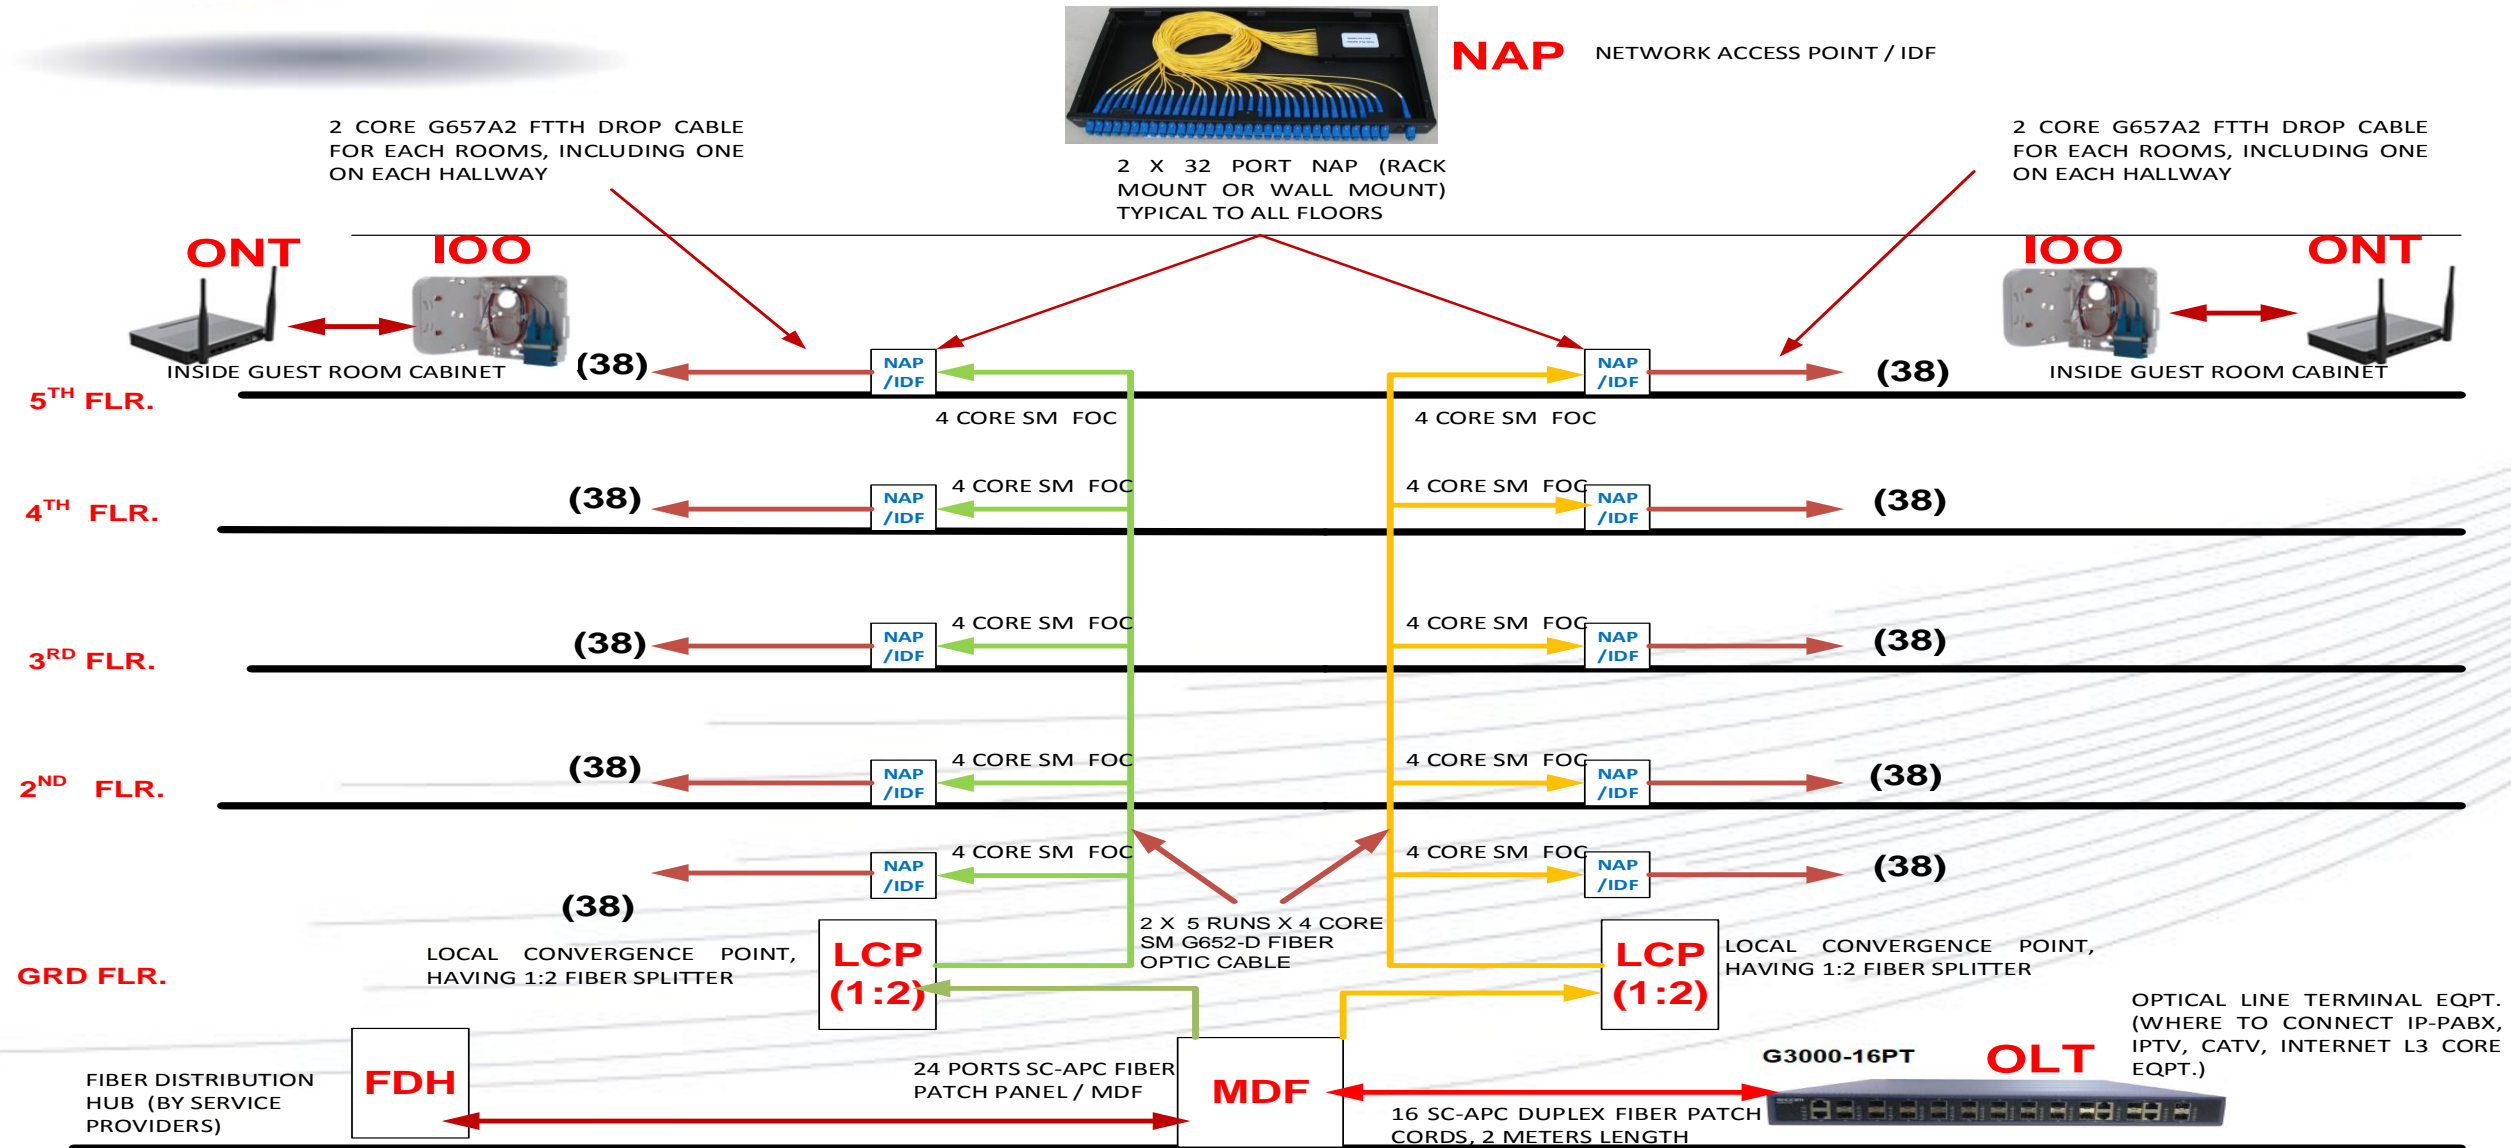 NAP
NETWORK ACCESS POINT / IDF
2 CORE G657A2 FTTH DROP CABLE
FOR EACH ROOMS, INCLUDING ONE
ON EACH HALLWAY
2 X 32 PORT NAP (RACK
MOUNT OR WALL MOUNT)
TYPICAL TO ALL FLOORS
2 CORE G657A2 FTTH DROP CABLE
FOR EACH ROOMS, INCLUDING ONE
ON EACH HALLWAY
ONT
IOO
IOO
ONT
INSIDE GUEST ROOM CABINET
(38)
NAP
/IDF
NAP
/IDF
(38)
INSIDE GUEST ROOM CABINET
5TH FLR.
4 CORE SM FOC
4 CORE SM FOC
4TH FLR.
(38)
NAP
/IDF
4 CORE SM FOC
4 CORE SM FOC
NAP
/IDF
(38)
3RD FLR.
(38)
NAP
/IDF
4 CORE SM FOC
4 CORE SM FOC
NAP
/IDF
(38)
2ND FLR.
(38)
NAP
/IDF
4 CORE SM FOC
4 CORE SM FOC
NAP
/IDF
(38)
(38)
NAP
/IDF
4 CORE SM FOC
4 CORE SM FOC
NAP
/IDF
(38)
GRD FLR.
LOCAL CONVERGENCE POINT,
HAVING 1:2 FIBER SPLITTER
LCP
(1:2)
2 X 5 RUNS X 4 CORE
SM G652-D FIBER
OPTIC CABLE
LCP
(1:2)
LOCAL CONVERGENCE POINT,
HAVING 1:2 FIBER SPLITTER
FIBER DISTRIBUTION
HUB (BY SERVICE
PROVIDERS)
FDH
24 PORTS SC-APC FIBER
PATCH PANEL / MDF
MDF
16 SC-APC DUPLEX FIBER PATCH
CORDS, 2 METERS LENGTH
G3000-16PT
OLT
OPTICAL LINE TERMINAL EQPT.
(WHERE TO CONNECT IP-PABX,
IPTV, CATV, INTERNET L3 CORE
EQPT.)